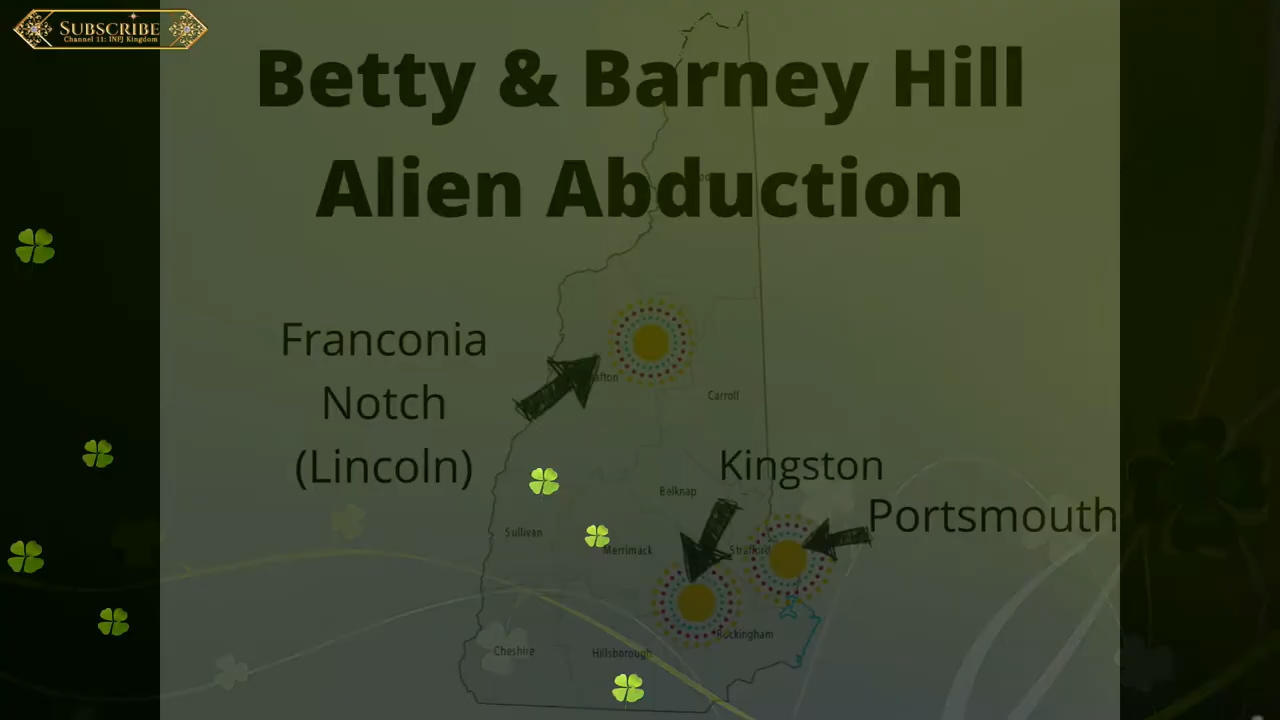 SUBSCRIBE
Channel 11: INFJ Kingdom
Betty & Barney Hill
Alien Abduction
Franconia
Notch
(Lincoln)
Carroll
Kingston
Portsmouth
Belknap
Sullivan
Merrimack
Strafford
Rockingham
Cheshire
Hillsborough